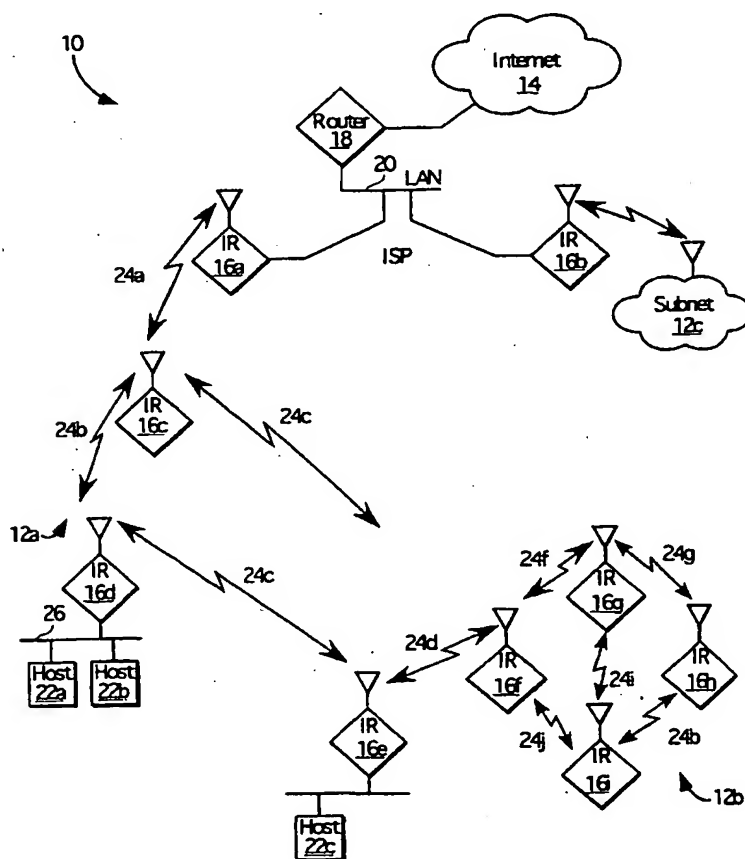 10
Internet
14
Router
18
20
LAN
IR
16a
ISP
IR
16b
Subnet
12c
24a
IR
16c
24b
24c
12a
IR
16d
24c
26
Host
22a
Host
22b
24d
24f
24g
IR
16g
IR
16f
IR
16h
24i
24j
24b
IR
16i
12b
IR
16e
Host
22c